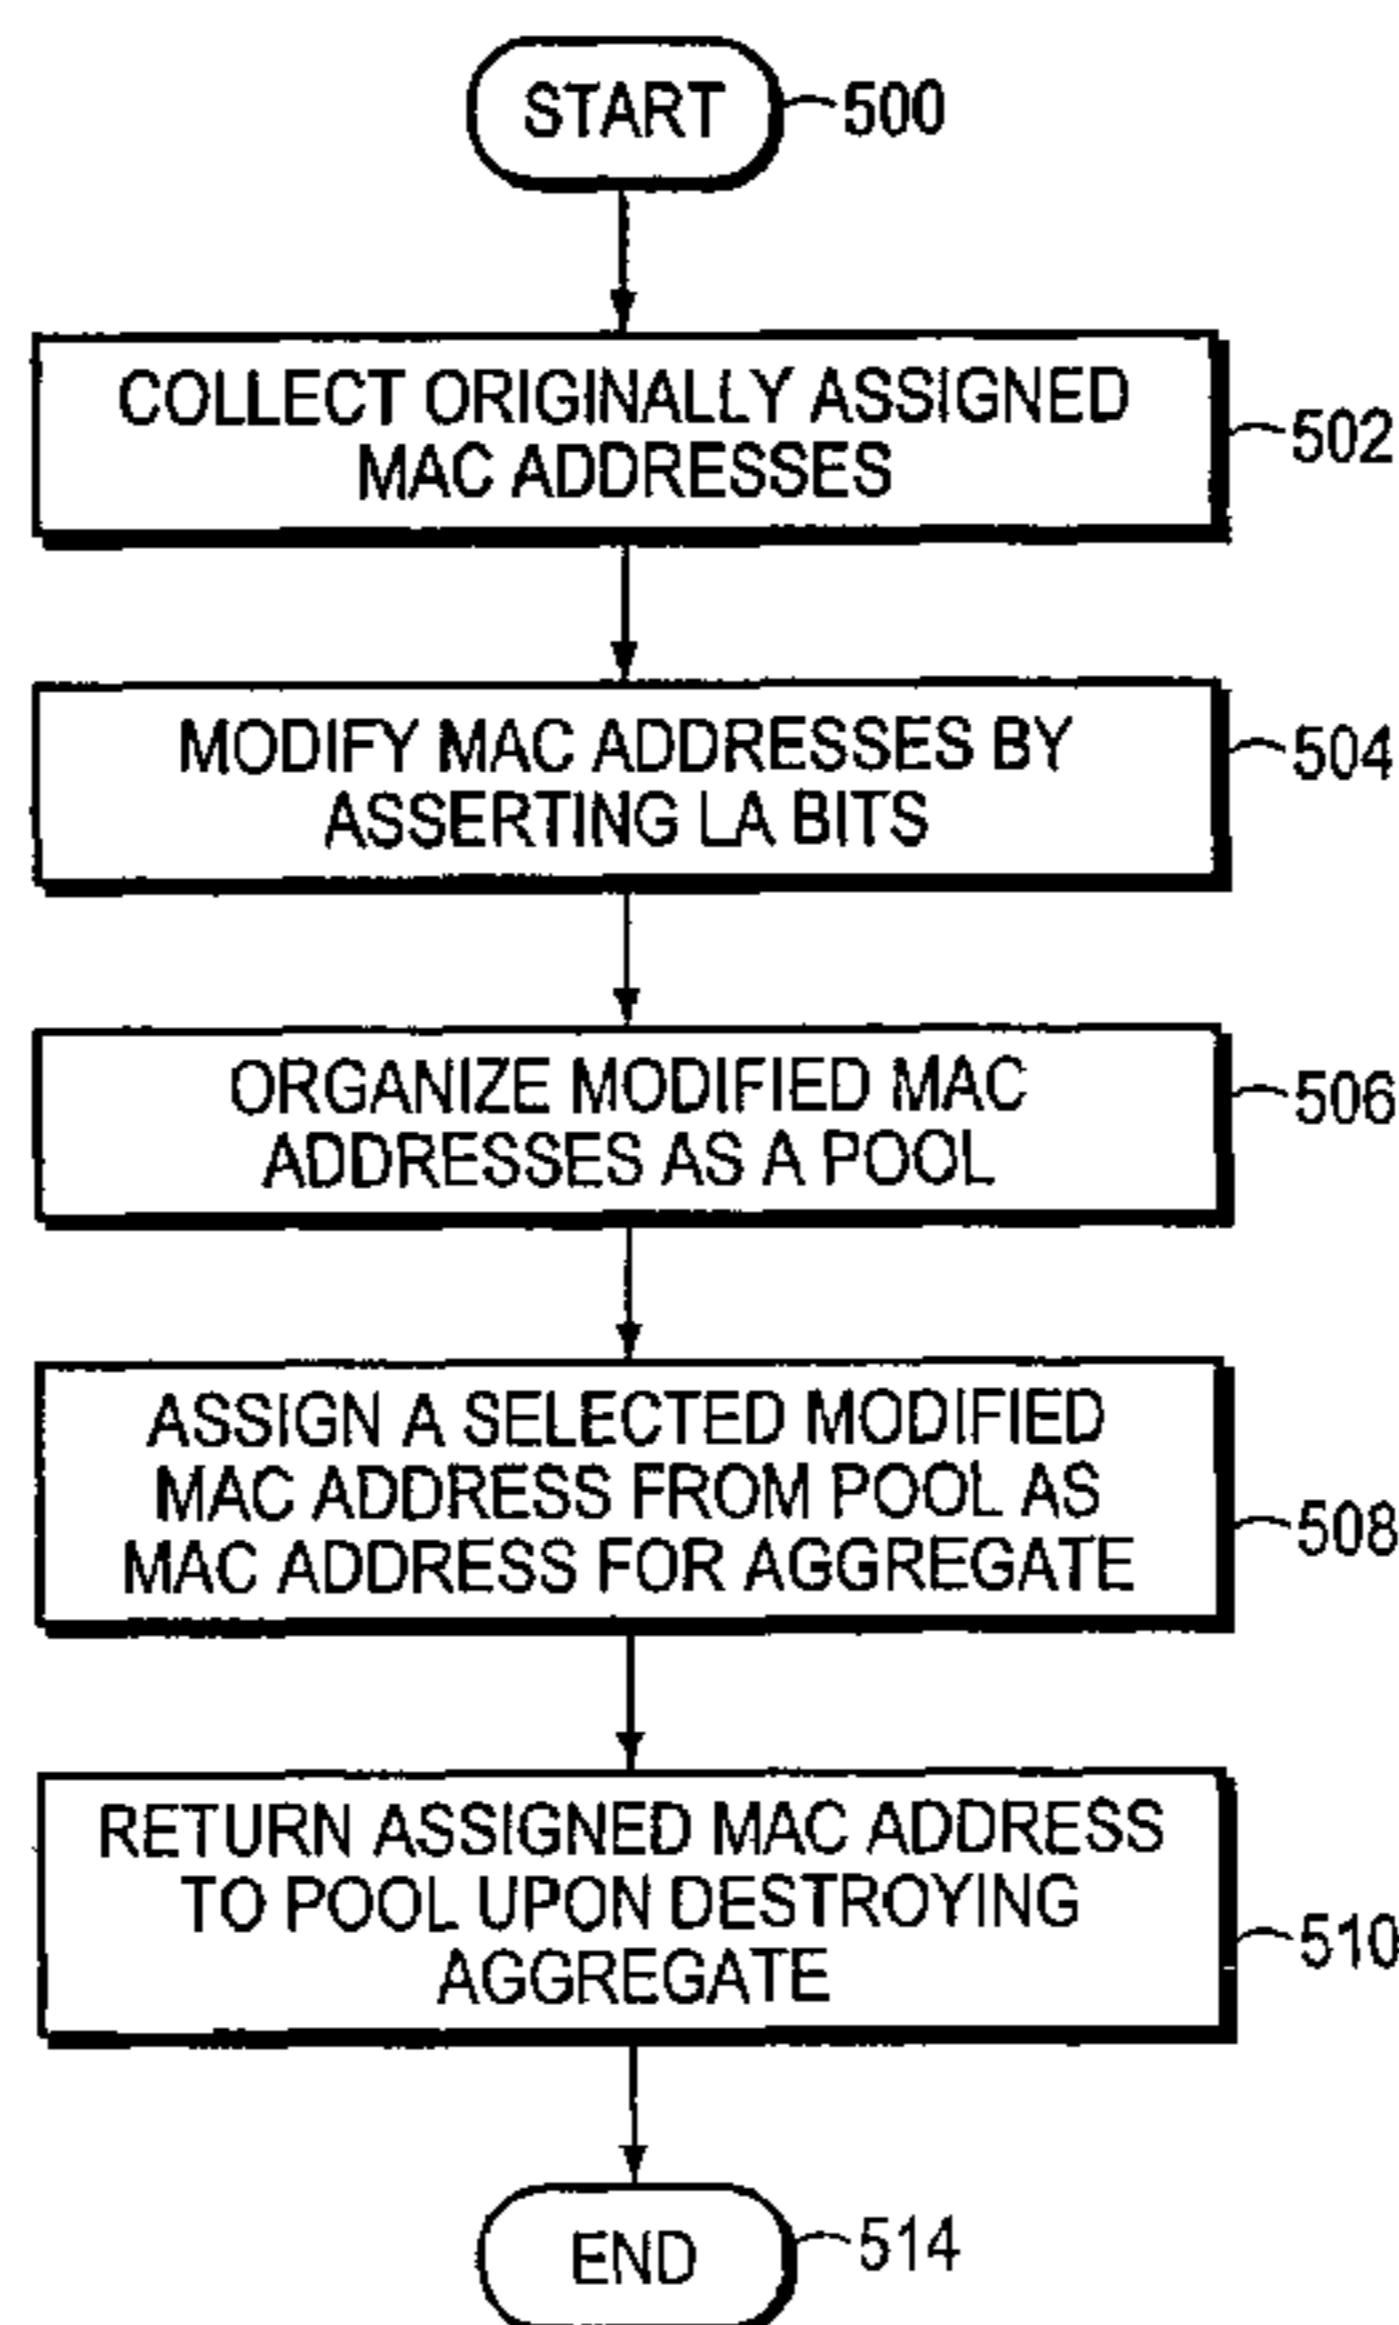 START
500
COLLECT ORIGINALLY ASSIGNED
MAC ADDRESSES
502
MODIFY MAC ADDRESSES BY
ASSERTING LA BITS
504
ORGANIZE MODIFIED MAC
ADDRESSES AS A POOL
506
ASSIGN A SELECTED MODIFIED
MAC ADDRESS FROM POOL AS
MAC ADDRESS FOR AGGREGATE
508
RETURN ASSIGNED MAC ADDRESS
TO POOL UPON DESTROYING
AGGREGATE
510
END
514